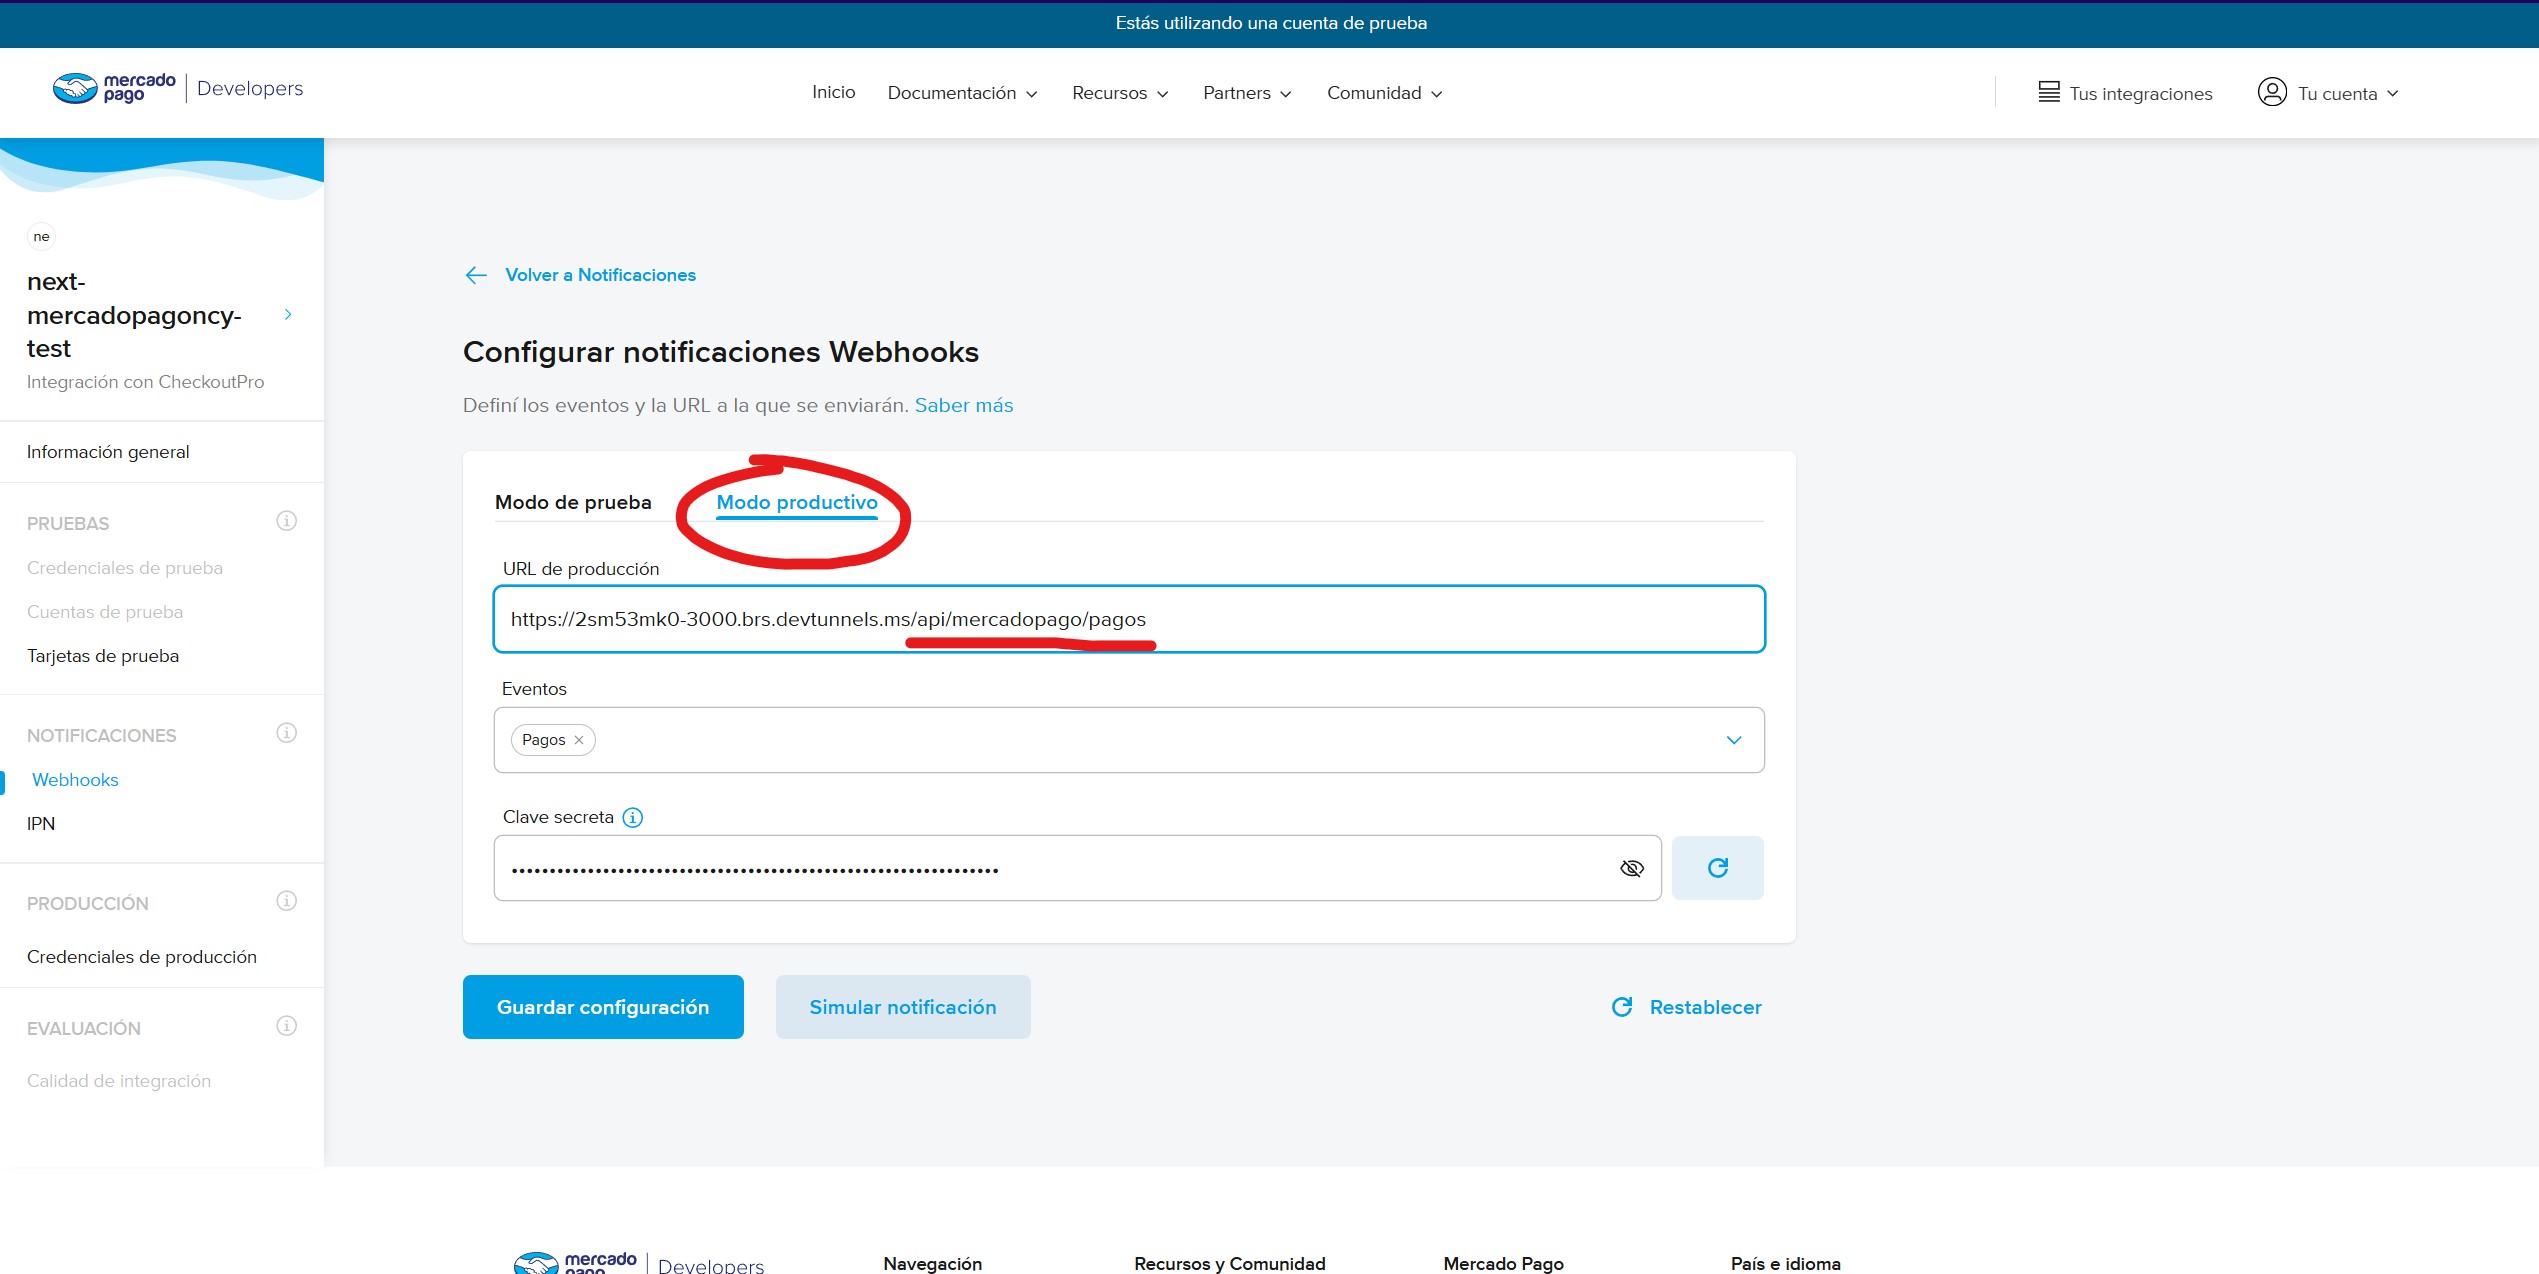 Estás utilizando una cuenta de prueba
mercado pago | Developers
Inicio
Documentación
Recursos
Partners
Comunidad
Tus integraciones
Tu cuenta
ne
next-
mercadopagoncy-
test
Integración con CheckoutPro
Información general
PRUEBAS
Credenciales de prueba
Cuentas de prueba
Tarjetas de prueba
NOTIFICACIONES
Webhooks
IPN
PRODUCCIÓN
Credenciales de producción
EVALUACIÓN
Calidad de integración
Volver a Notificaciones
Configurar notificaciones Webhooks
Definí los eventos y la URL a la que se enviarán. Saber más
Modo de prueba
Modo productivo
URL de producción
https://2sm53mk0-3000.brs.devtunnels.ms/api/mercadopago/pagos
Eventos
Pagos
Clave secreta
Guardar configuración
Simular notificación
Restablecer
mercado pago | Developers
Navegación
Recursos y Comunidad
Mercado Pago
País e idioma